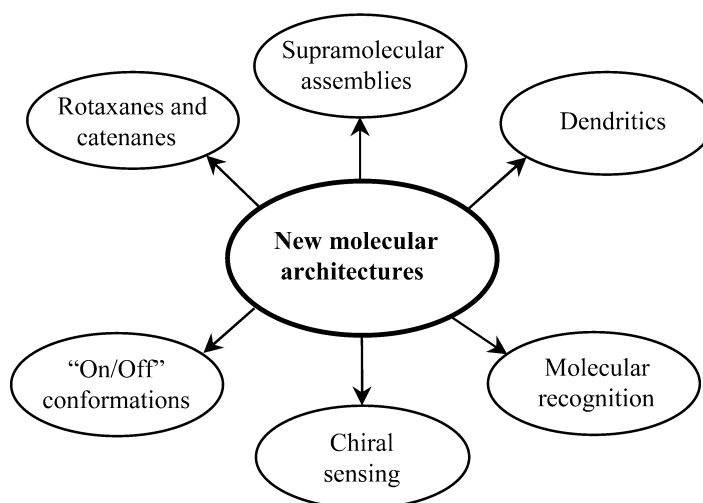 Supramolecular
assemblies
Rotaxanes and
catenanes
Dendritics
New molecular
architectures
“On/Off”
conformations
Molecular
recognition
Chiral
sensing